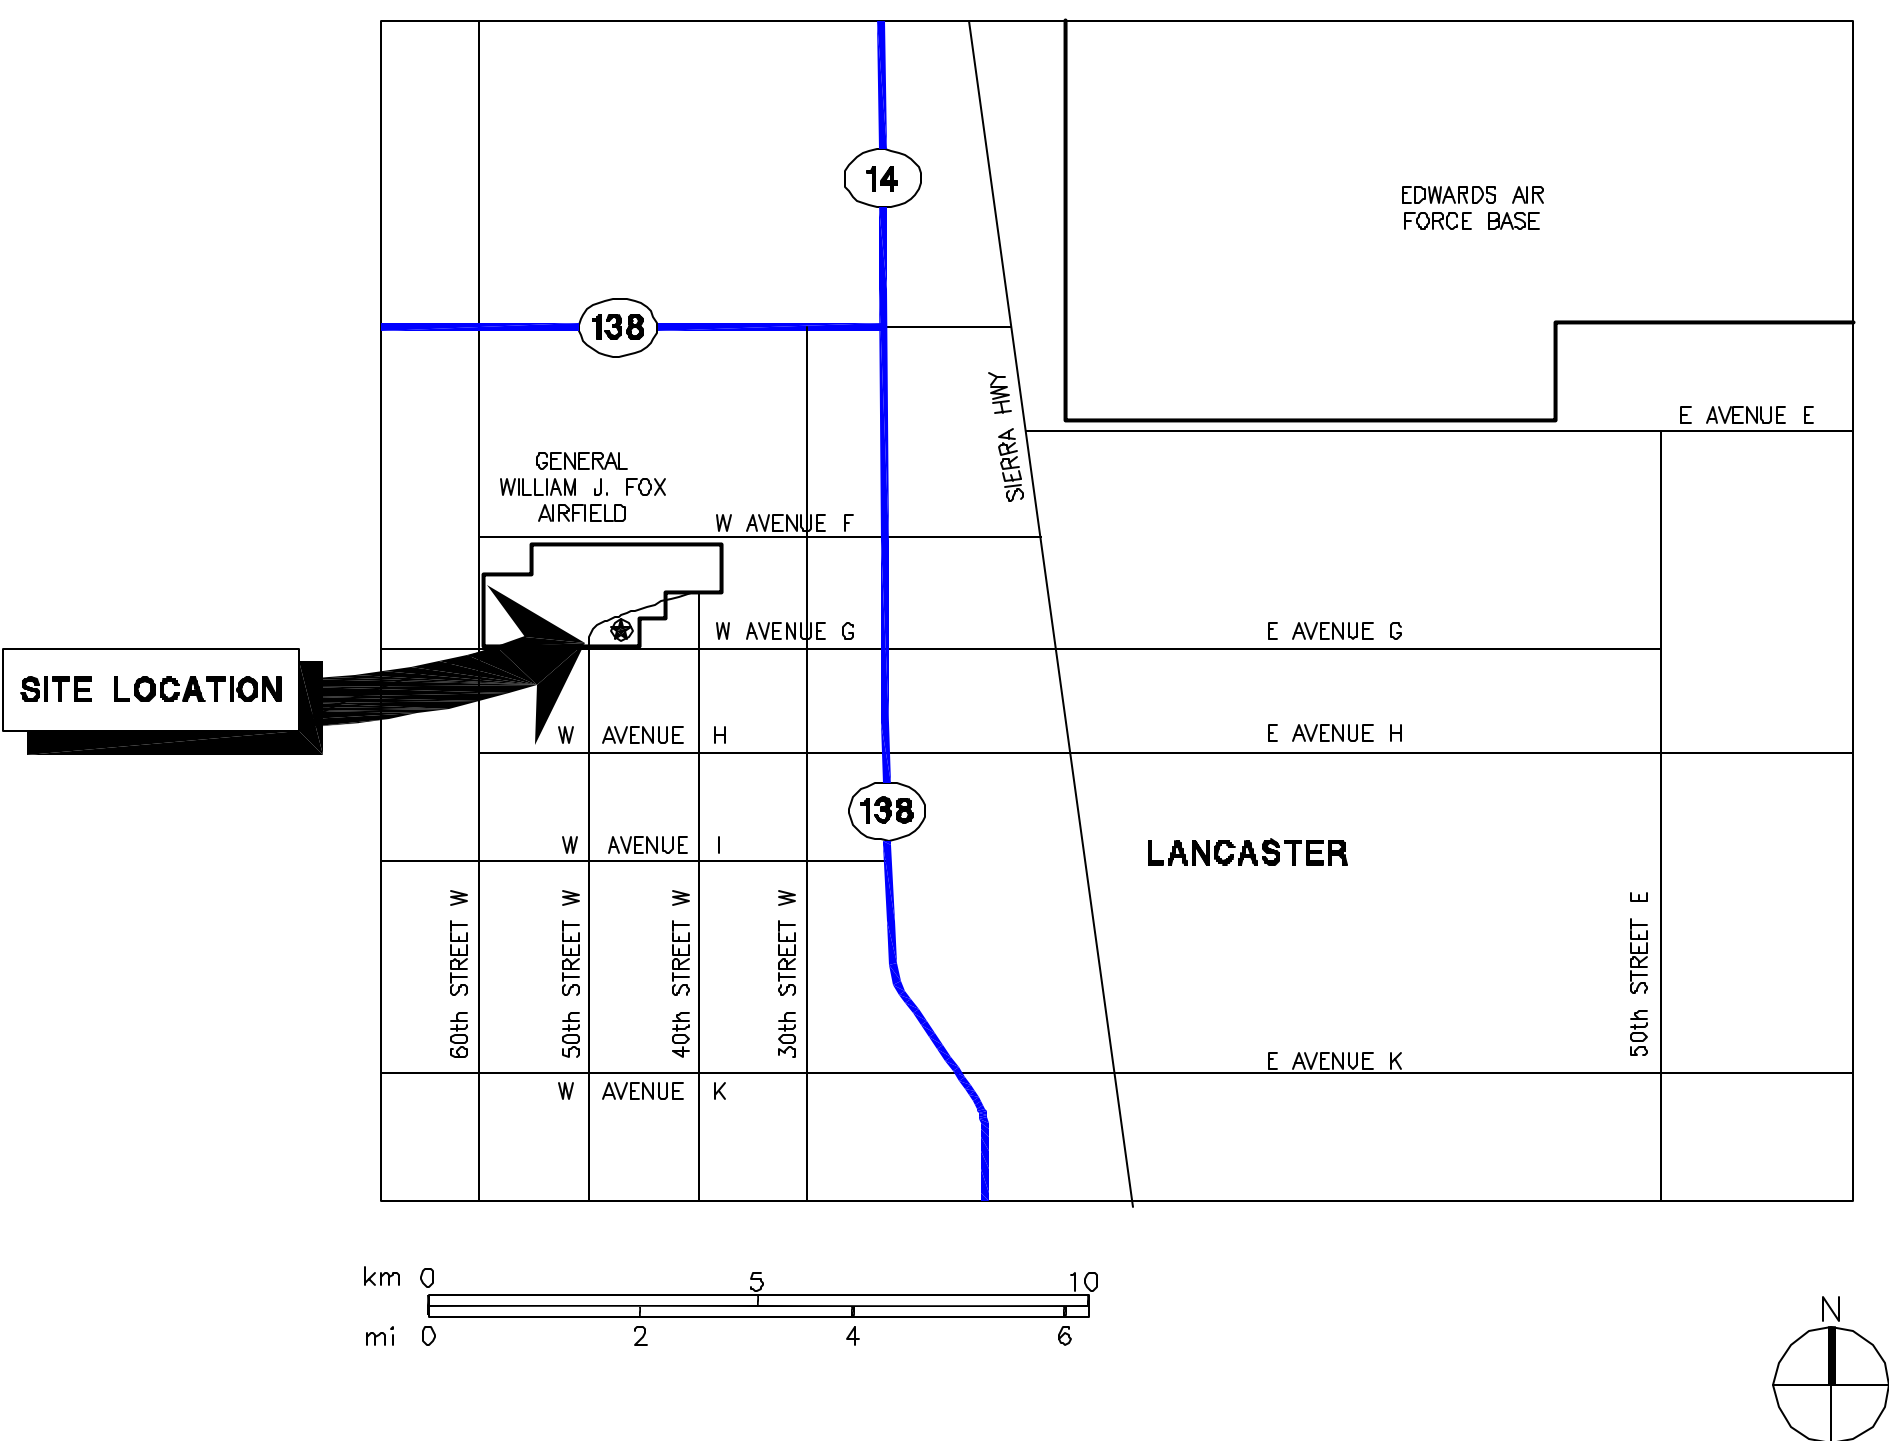 14
EDWARDS AIR
FORCE BASE
138
SIERRA HWY
E AVENUE E
GENERAL
WILLIAM J. FOX
AIRFIELD
W AVENUE F
W AVENUE G
E AVENUE G
SITE LOCATION
W AVENUE H
E AVENUE H
138
W AVENUE I
LANCASTER
60th STREET W
50th STREET W
40th STREET W
30th STREET W
50th STREET E
E AVENUE K
W AVENUE K
km 0 5 10
mi 0 2 4 6
N